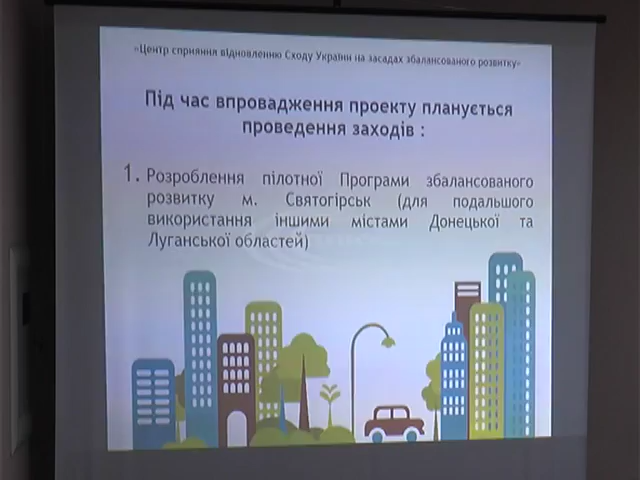 «Центр сприяння відновленню Сходу України на засадах збалансованого розвитку»
Під час впровадження проекту планується
проведення заходів :
1. Розроблення пілотної Програми збалансованого
розвитку м. Святогірськ (для подальшого
використання іншими містами Донецької та
Луганської областей)